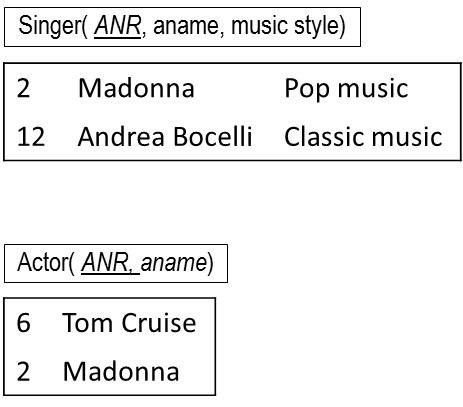 Singer( ANR, aname, music style)
2 Madonna Pop music
12 Andrea Bocelli Classic music
Actor( ANR, aname)
6 Tom Cruise
2 Madonna